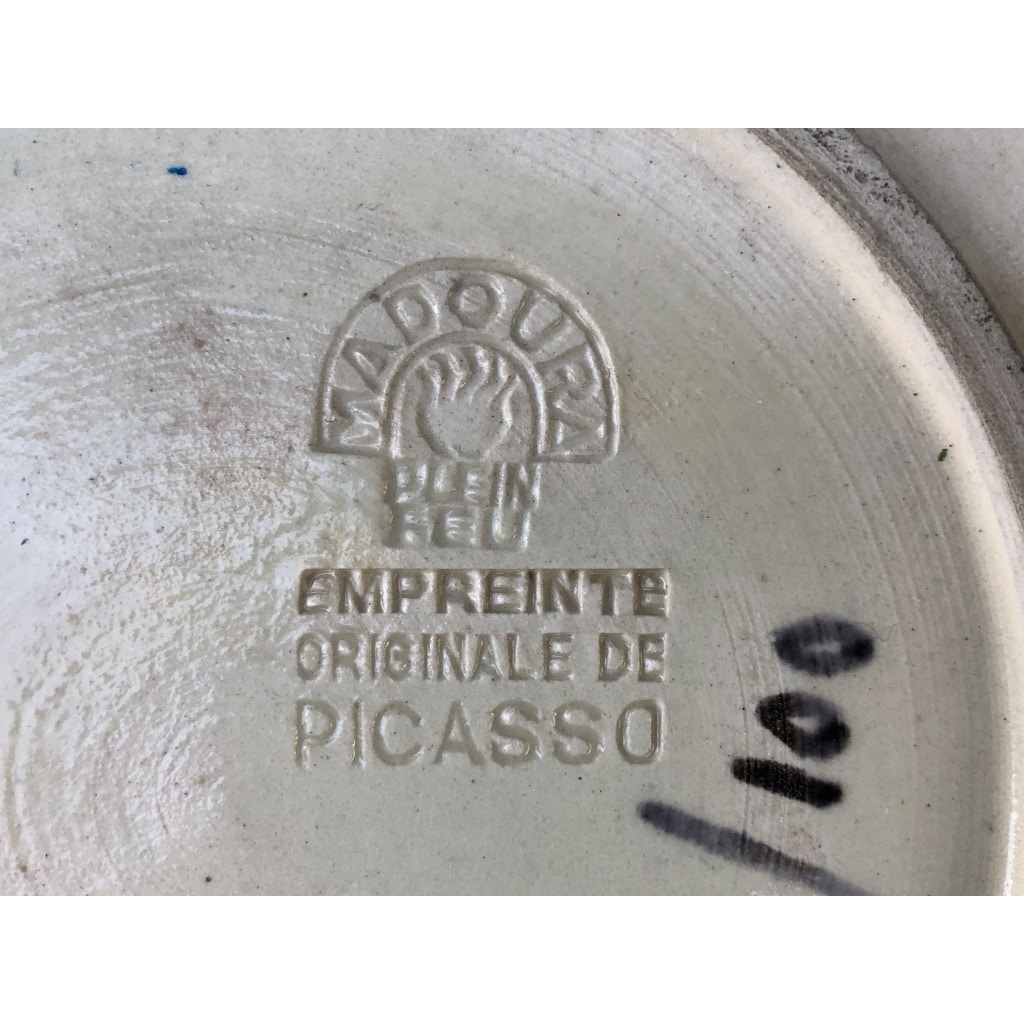 MADOURA
PLEIN
FEU
EMPREINTE
ORIGINALE DE
PICASSO
/100